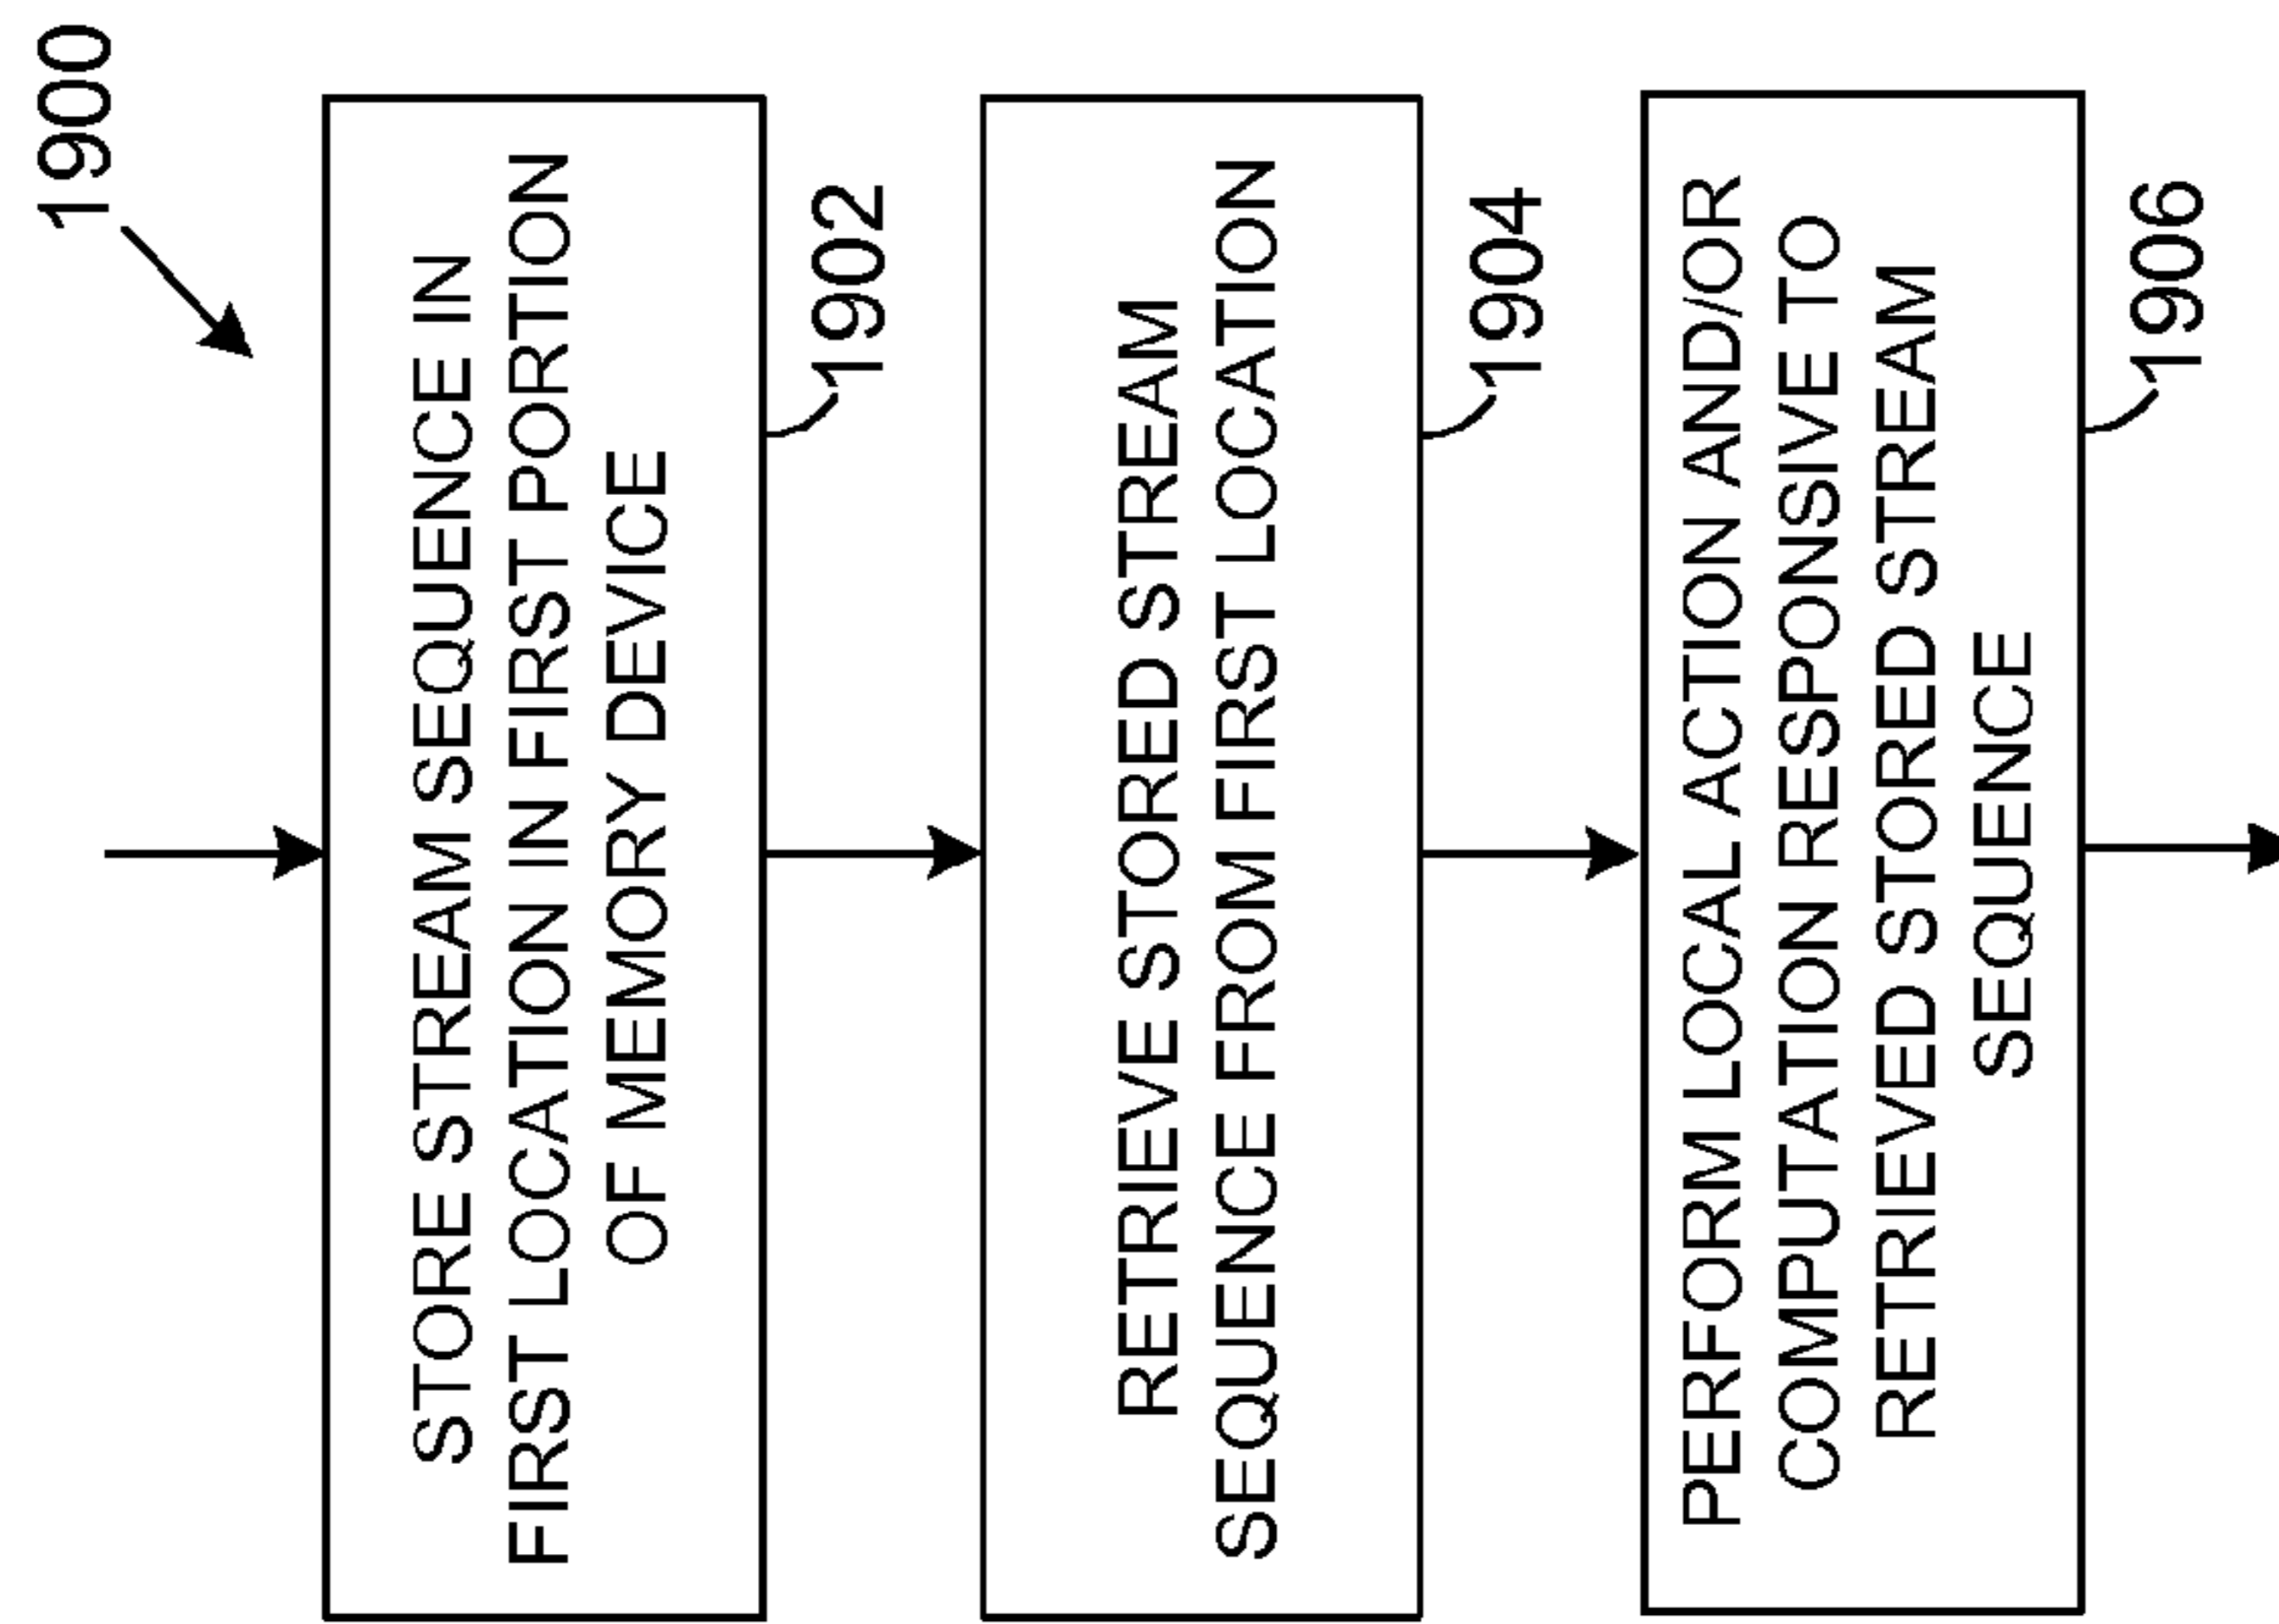 1900
STORE STREAM SEQUENCE IN
FIRST LOCATION IN FIRST PORTION
OF MEMORY DEVICE
1902
RETRIEVE STORED STREAM
SEQUENCE FROM FIRST LOCATION
1904
PERFORM LOCAL ACTION AND/OR
COMPUTATION RESPONSIVE TO
RETRIEVED STORED STREAM
SEQUENCE
1906